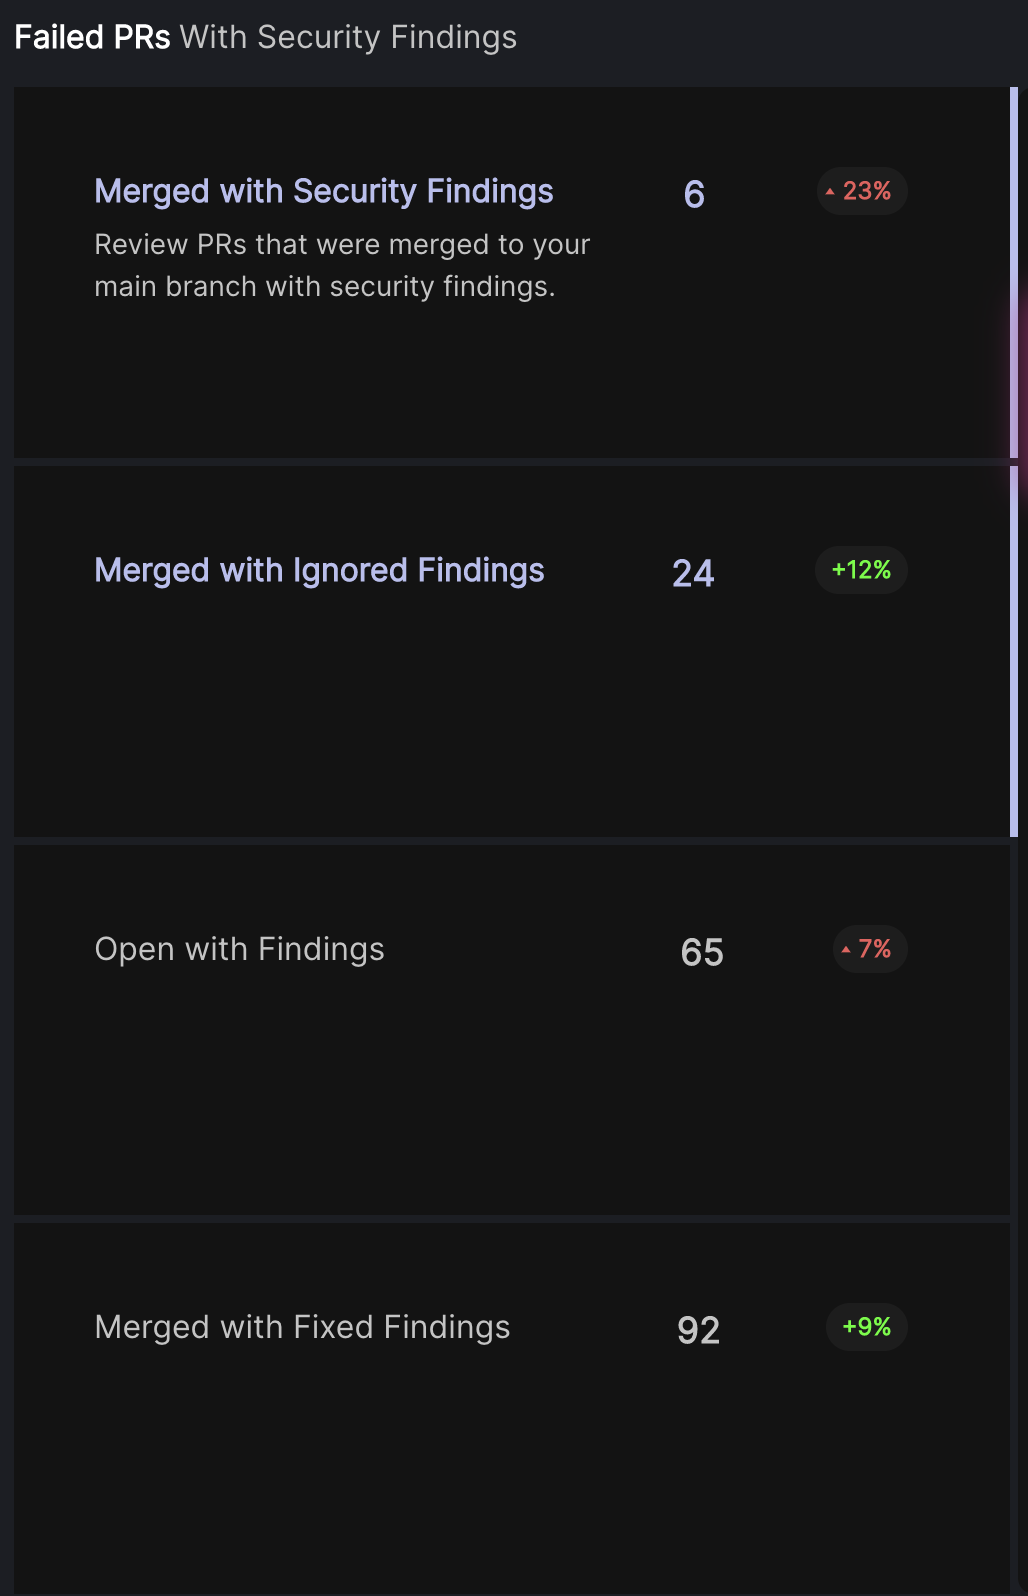 Failed PRs With Security Findings
Merged with Security Findings 6 ▲ 23%
Review PRs that were merged to your
main branch with security findings.
Merged with Ignored Findings 24 +12%
Open with Findings 65 ▲ 7%
Merged with Fixed Findings 92 +9%